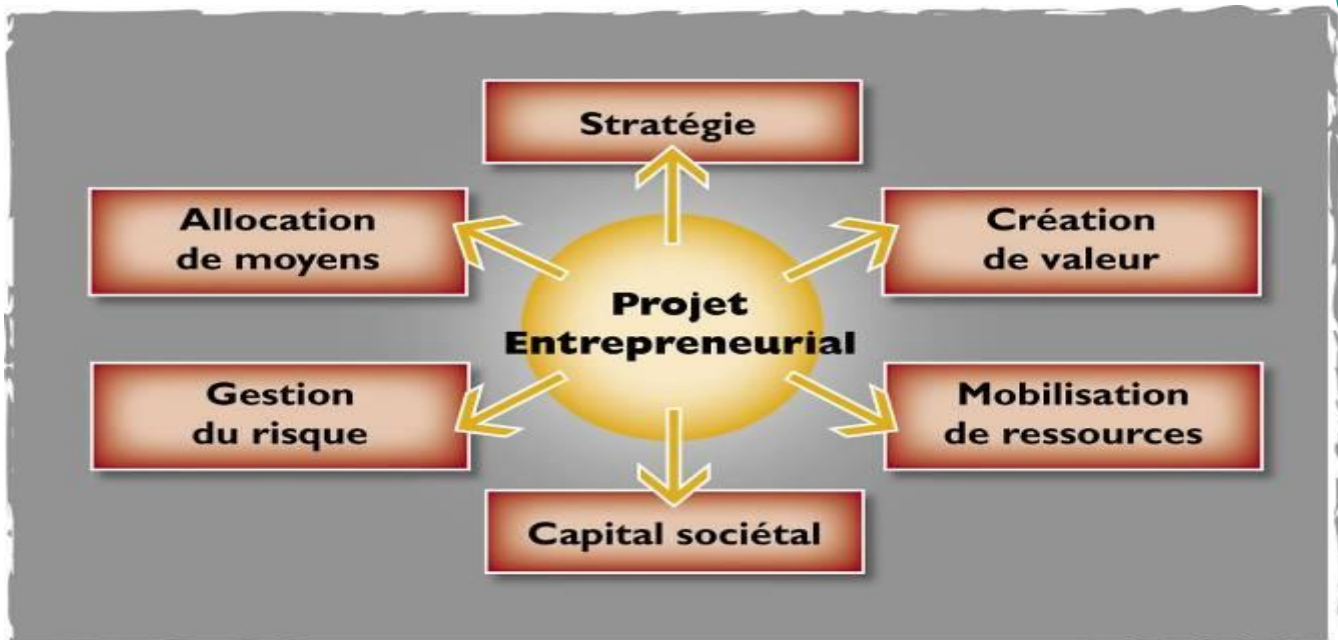 Stratégie
Allocation
de moyens
Création
de valeur
Projet
Entrepreneurial
Gestion
du risque
Mobilisation
de ressources
Capital sociétal